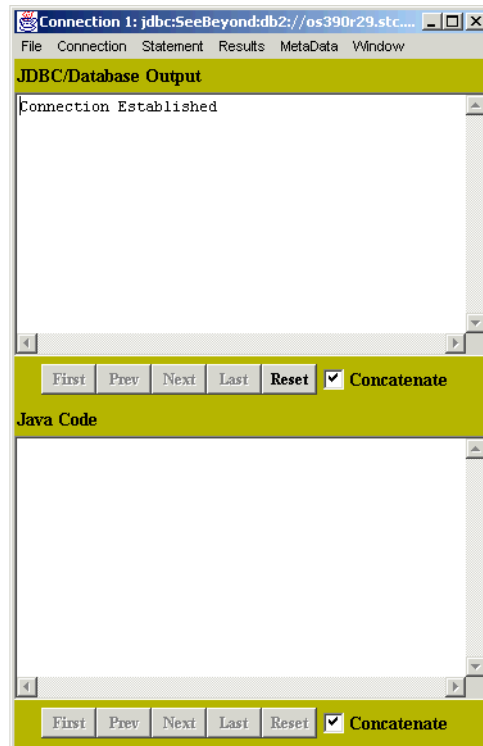 Connection 1: jdbc:SeeBeyond:db2://os390r29.stc....
File Connection Statement Results MetaData Window
JDBC/Database Output
Connection Established
First Prev Next Last Reset Concatenate
Java Code
First Prev Next Last Reset Concatenate